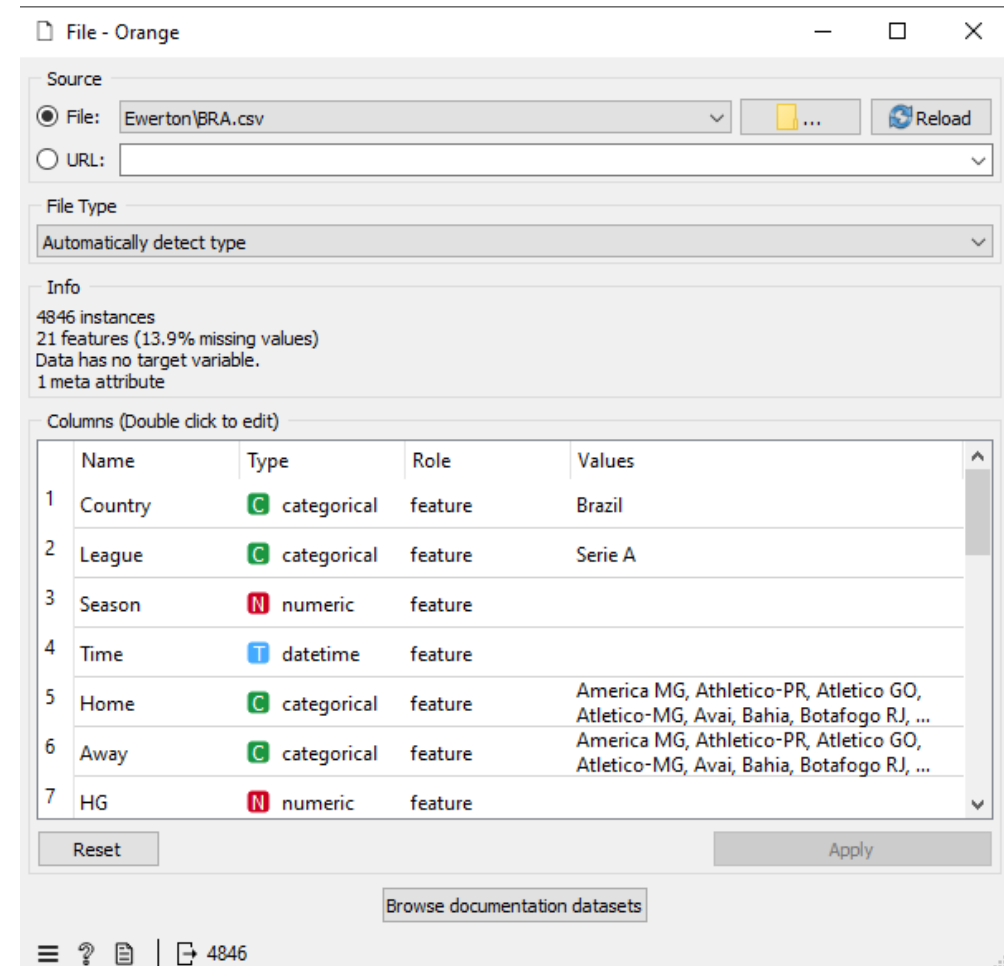 File - Orange
Source
File: Ewerton\BRA.csv ... Reload
URL:
File Type
Automatically detect type
Info
4846 instances
21 features (13.9% missing values)
Data has no target variable.
1 meta attribute
Columns (Double click to edit)
Name Type Role Values
1 Country C categorical feature Brazil
2 League C categorical feature Serie A
3 Season N numeric feature
4 Time T datetime feature
5 Home C categorical feature America MG, Athletico-PR, Atletico GO,
Atletico-MG, Avai, Bahia, Botafogo RJ, ...
6 Away C categorical feature America MG, Athletico-PR, Atletico GO,
Atletico-MG, Avai, Bahia, Botafogo RJ, ...
7 HG N numeric feature
Reset Apply
Browse documentation datasets
? 4846